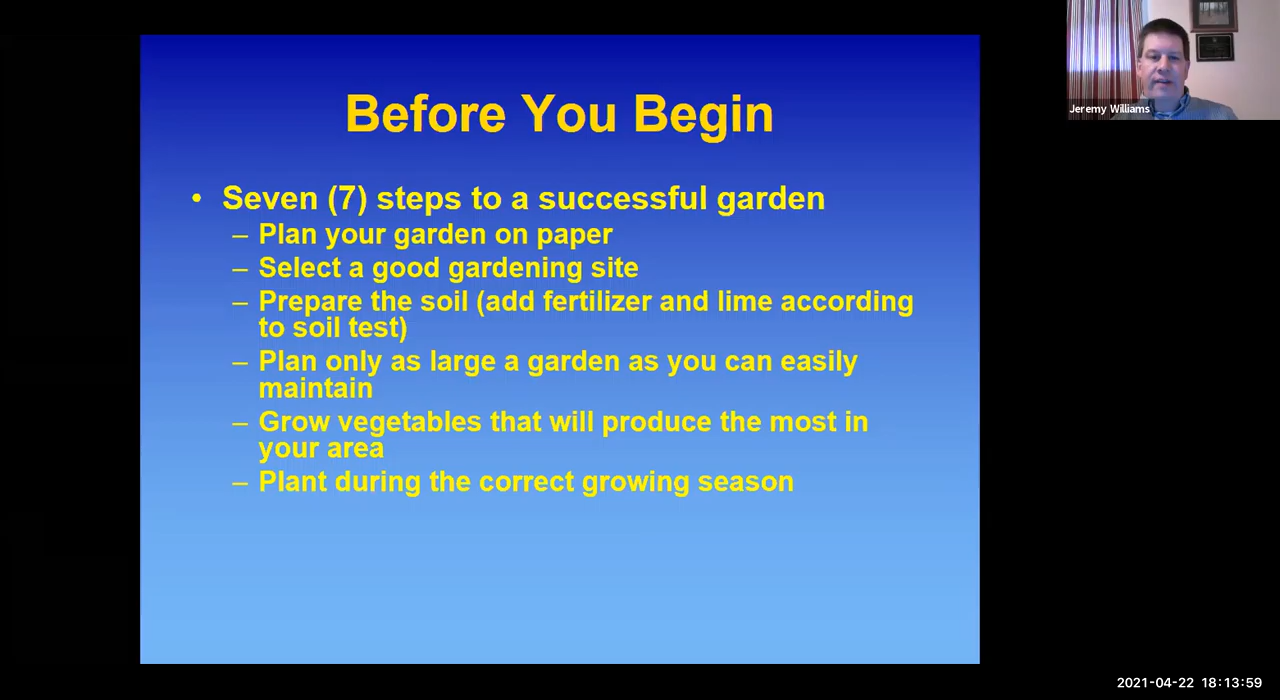 Before You Begin
• Seven (7) steps to a successful garden
– Plan your garden on paper
– Select a good gardening site
– Prepare the soil (add fertilizer and lime according
to soil test)
– Plan only as large a garden as you can easily
maintain
– Grow vegetables that will produce the most in
your area
– Plant during the correct growing season
Jeremy Williams
2021-04-22 18:13:59